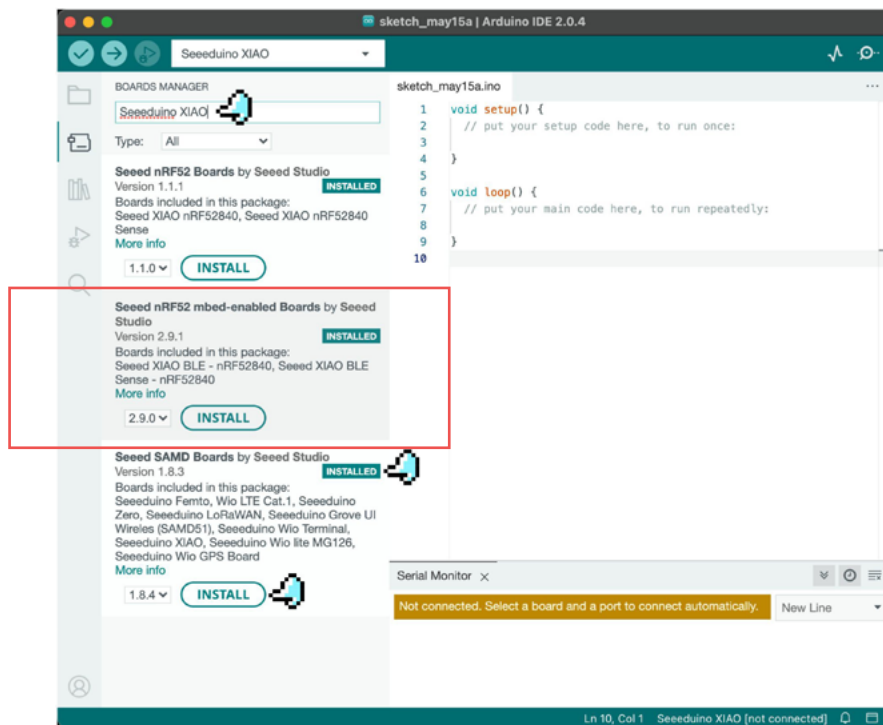 sketch_may15a | Arduino IDE 2.0.4
Seeeduino XIAO
BOARDS MANAGER
Seeeduino XIAO
Type: All
Seeed nRF52 Boards by Seeed Studio
Version 1.1.1
INSTALLED
Boards included in this package:
Seeed XIAO nRF52840, Seeed XIAO nRF52840
Sense
More info
1.1.0
INSTALL
Seeed nRF52 mbed-enabled Boards by Seeed
Studio
Version 2.9.1
INSTALLED
Boards included in this package:
Seeed XIAO BLE - nRF52840, Seeed XIAO BLE
Sense - nRF52840
More info
2.9.0
INSTALL
Seeed SAMD Boards by Seeed Studio
Version 1.8.3
INSTALLED
Boards included in this package:
Seeeduino Femto, Wio LTE Cat.1, Seeeduino
Zero, Seeeduino LoRaWAN, Seeeduino Grove UI
Wireles (SAMD51), Seeeduino Wio Terminal,
Seeeduino XIAO, Seeeduino Wio lite MG126,
Seeeduino Wio GPS Board
More info
1.8.4
INSTALL
sketch_may15a.ino
1 void setup() {
2 // put your setup code here, to run once:
3
4 }
5
6 void loop() {
7 // put your main code here, to run repeatedly:
8
9 }
10
Serial Monitor
Not connected. Select a board and a port to connect automatically.
New Line
Ln 10, Col 1 Seeeduino XIAO [not connected]